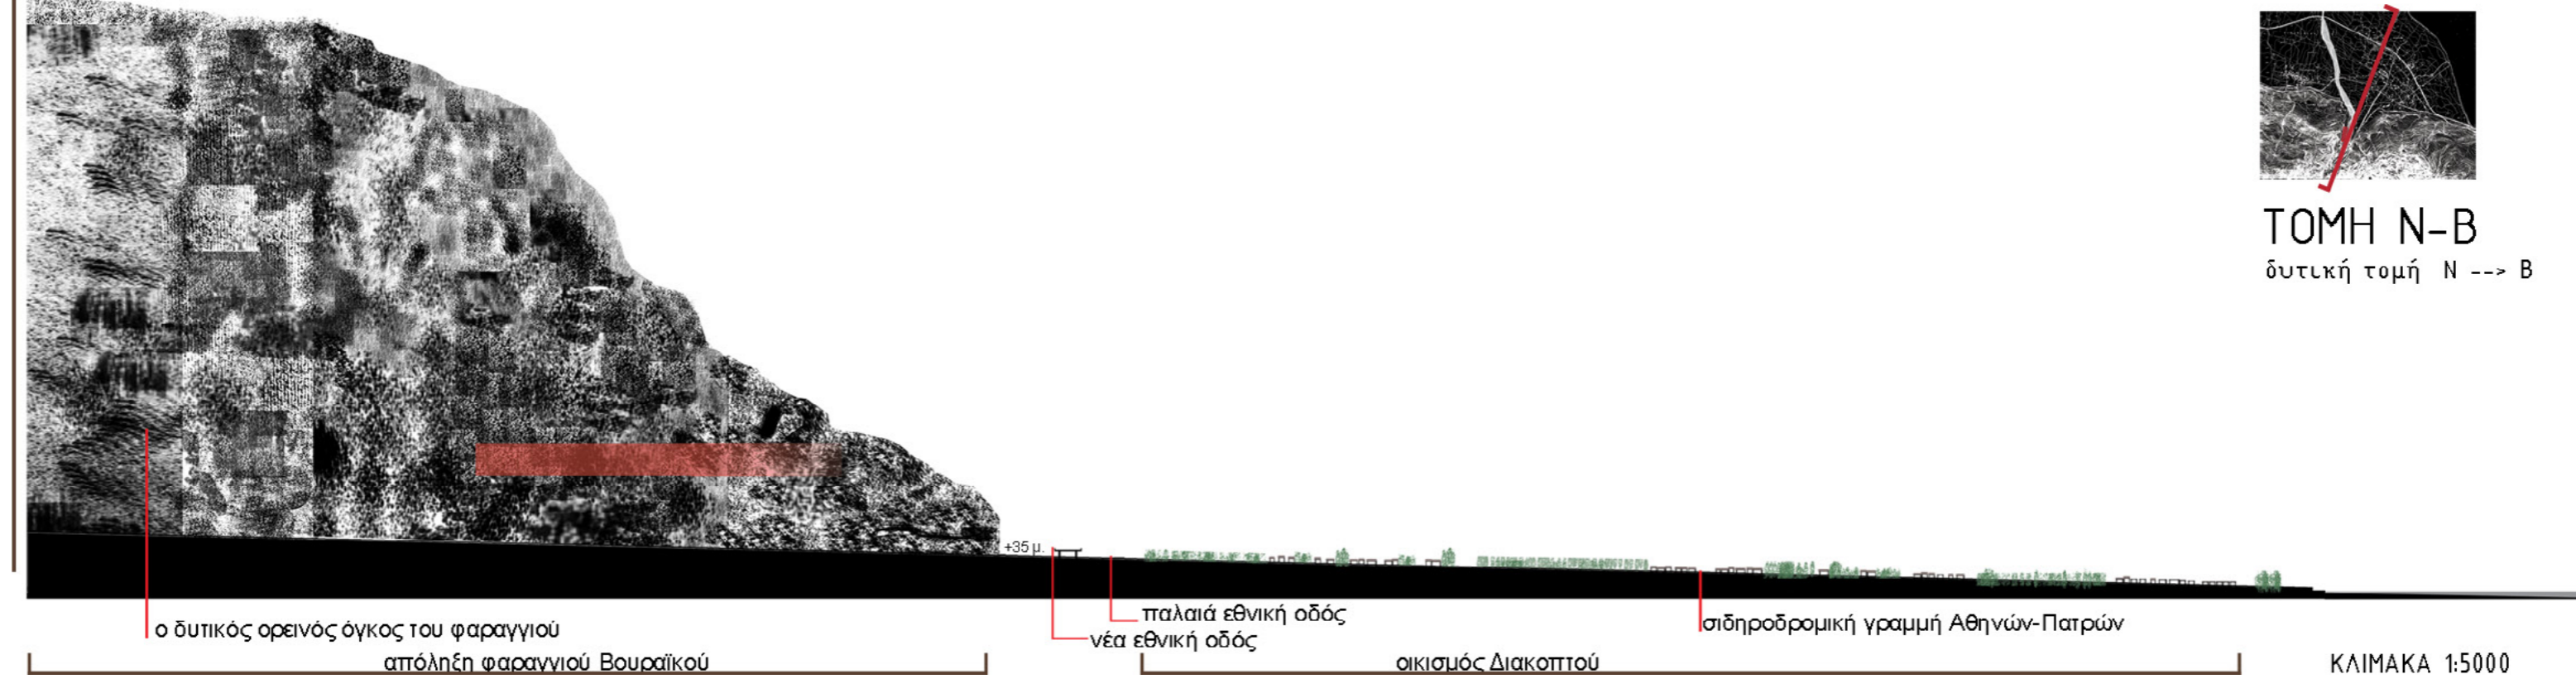 ΤΟΜΗ Ν-Β
δυτική τομή Ν --> Β
+35 μ.
παλαιά εθνική οδός
σιδηροδρομική γραμμή Αθηνών-Πατρών
ο δυτικός ορεινός όγκος του φαραγγιού
νέα εθνική οδός
απόληξη φαραγγιού Βουραϊκού
οικισμός Διακοπτού
ΚΛΙΜΑΚΑ 1:5000